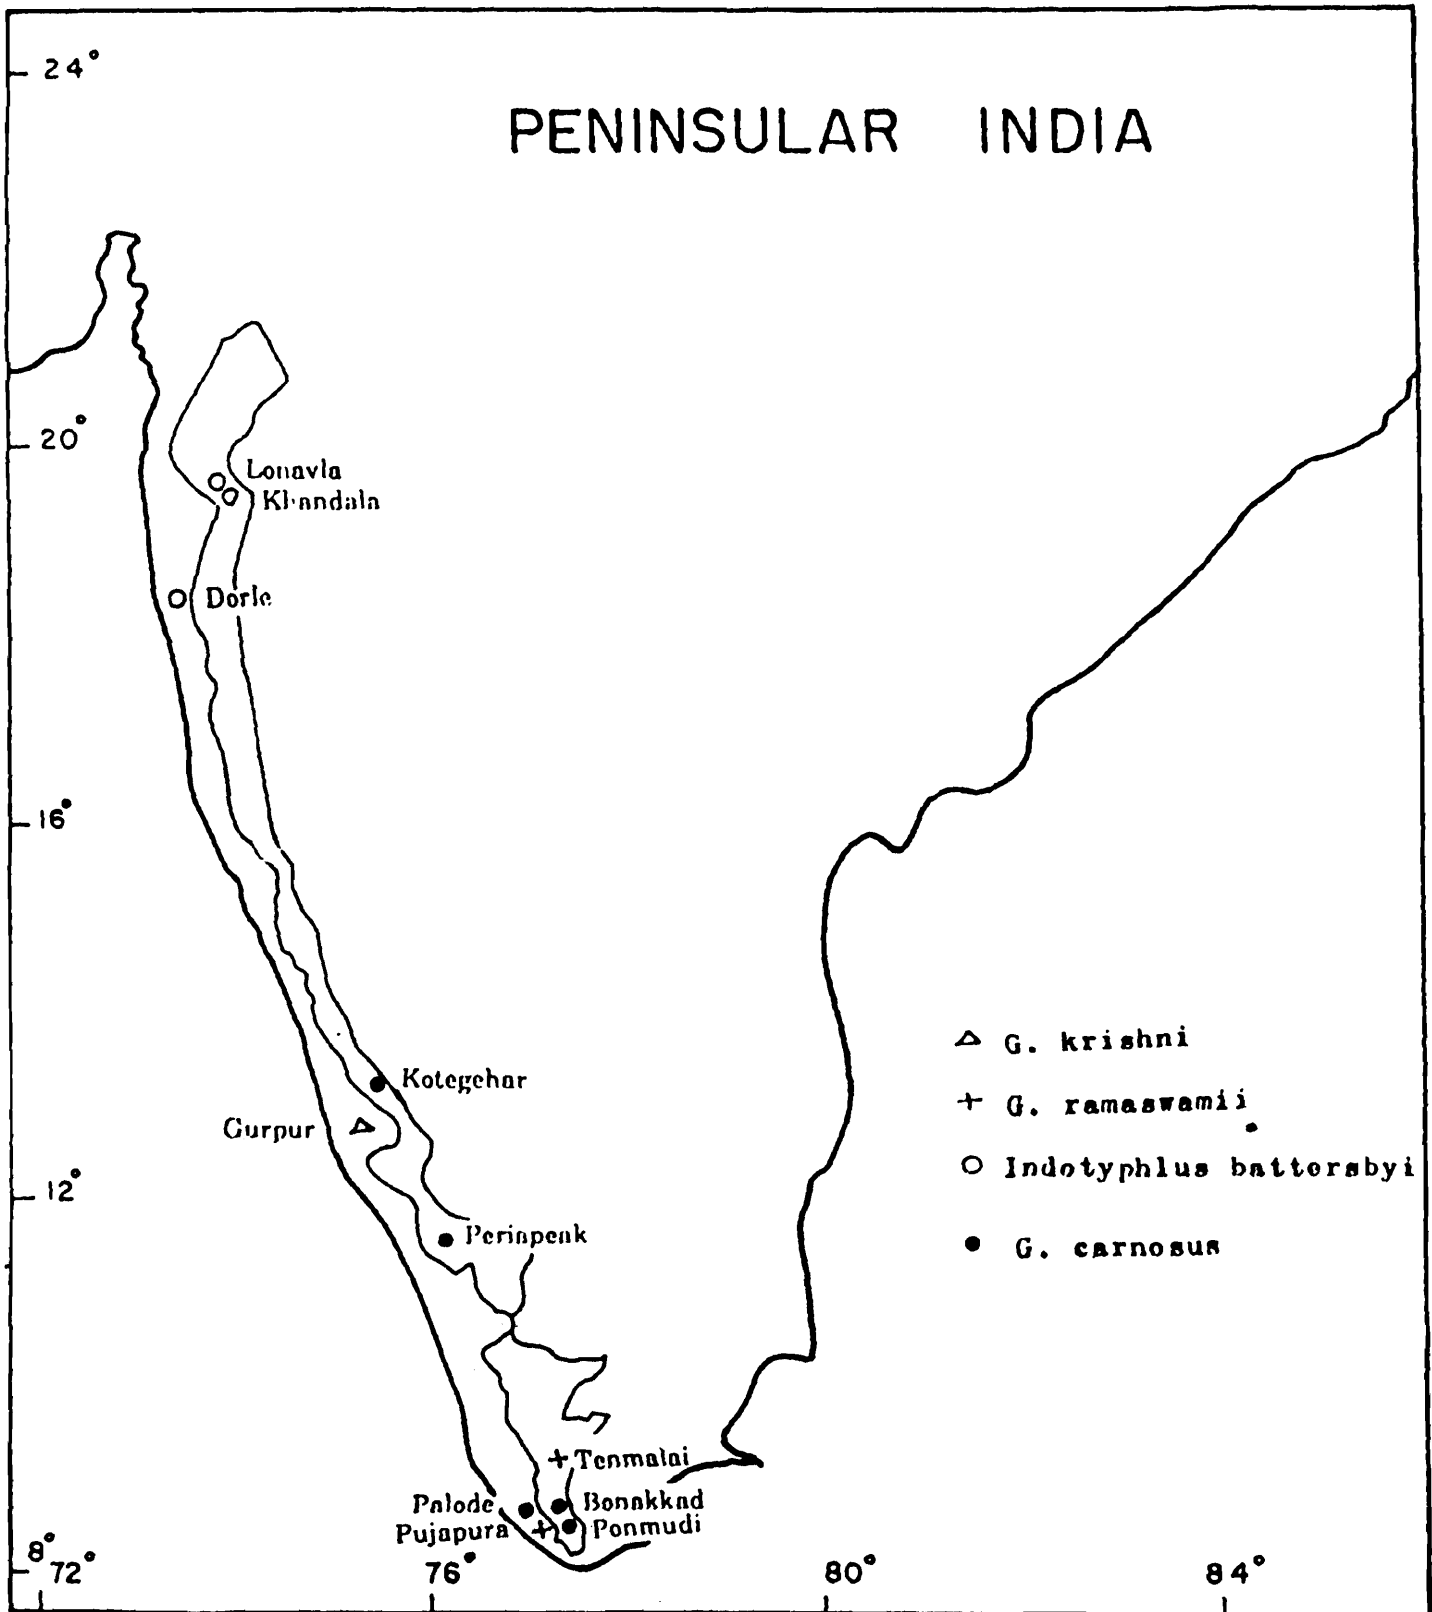 24°
PENINSULAR INDIA
20°
Lonavla
Khandala
Dorle
16°
G. krishni
Kotegehar
G. ramaswamii
Gurpur
Indotyphlus battersbyi
12°
Periapeak
G. carnosus
Tenmalai
Palode
Bonakkad
Pujapura
Ponmudi
8°
72°
76°
80°
84°